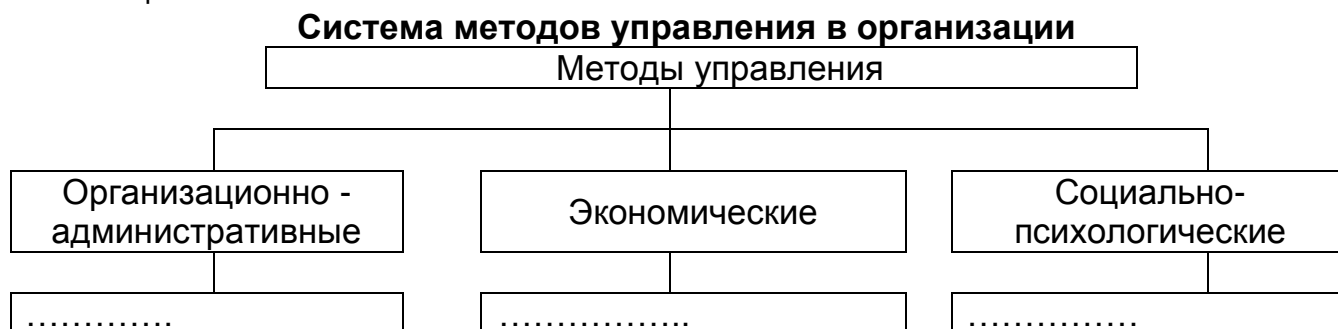 Система методов управления в организации
Методы управления
Организационно -
административные
Экономические
Социально-
психологические
………….
……………..
……………